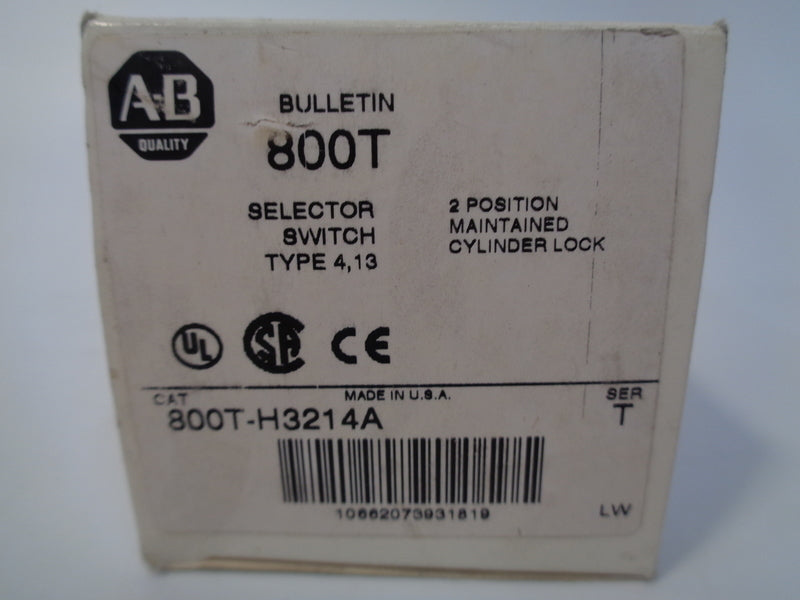 A-B
QUALITY
BULLETIN
800T
SELECTOR
SWITCH
TYPE 4,13
2 POSITION
MAINTAINED
CYLINDER LOCK
UL
SA
CE
MADE IN U.S.A.
CAT
800T-H3214A
SER
T
10662073931819
LW